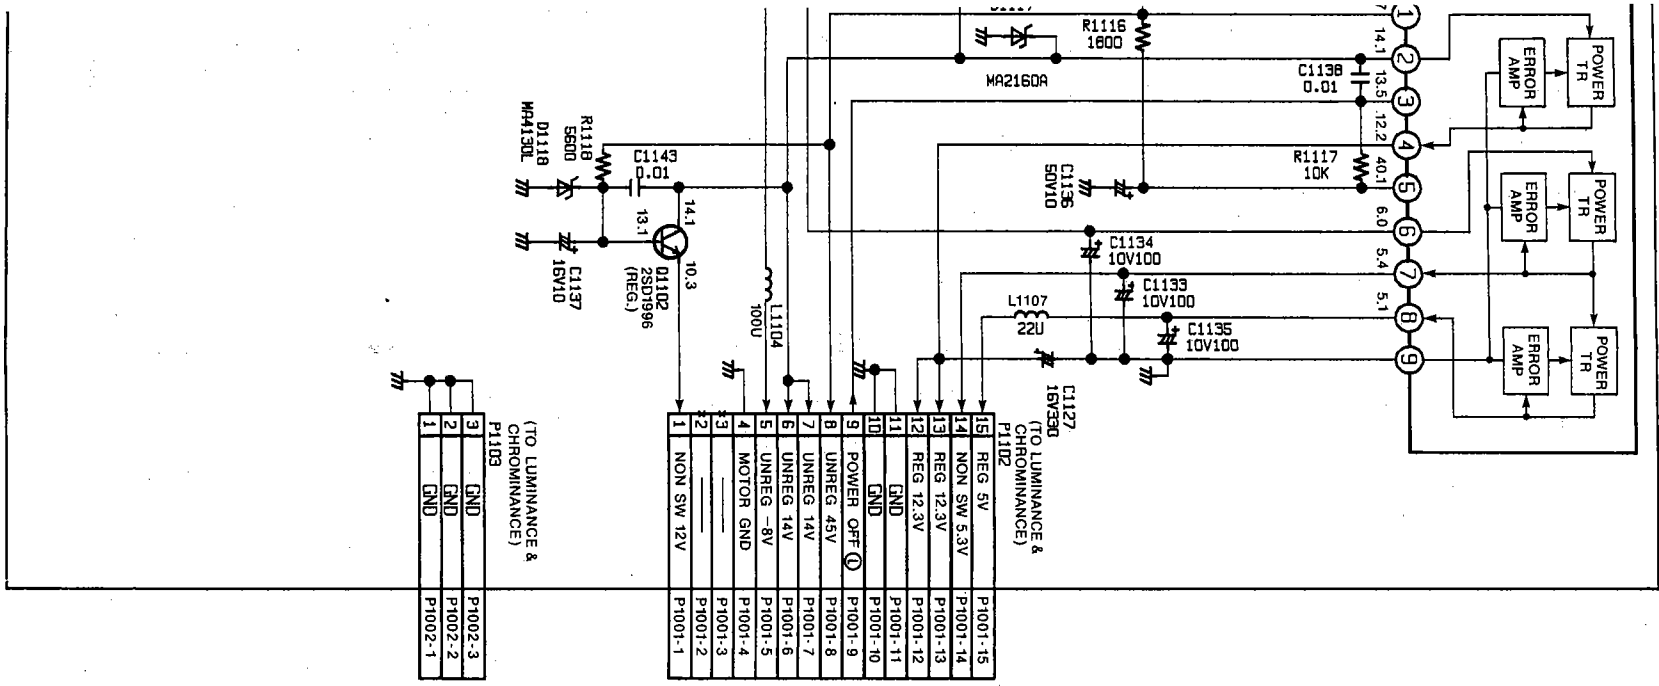 R1116
1800
MA2160A
C1138
0.01
R1117
10K
C1136
50V10
C1134
10V100
C1133
10V100
L1107
22U
C1135
10V100
C1127
16V330
D1118
MA4130L
R1118
5600
C1143
0.01
14.1
13.1
10.3
Q1102
2SD1996
(REG.)
C1137
16V10
L1104
100U
1
14.1
2
13.5
3
12.2
4
40.1
5
6.0
6
5.4
7
5.1
8
9
POWER
TR
ERROR
AMP
POWER
TR
ERROR
AMP
POWER
TR
ERROR
AMP
(TO LUMINANCE &
CHROMINANCE)
P1103
3 GND P1002-3
2 GND P1002-2
1 GND P1002-1
(TO LUMINANCE &
CHROMINANCE)
P1102
15 REG 5V P1001-15
14 NON SW 5.3V P1001-14
13 REG 12.3V P1001-13
12 REG 12.3V P1001-12
11 GND P1001-11
10 GND P1001-10
9 POWER OFF Ⓛ P1001-9
8 UNREG 45V P1001-8
7 UNREG 14V P1001-7
6 UNREG 14V P1001-6
5 UNREG -8V P1001-5
4 MOTOR GND P1001-4
*3 —— P1001-3
*2 —— P1001-2
1 NON SW 12V P1001-1